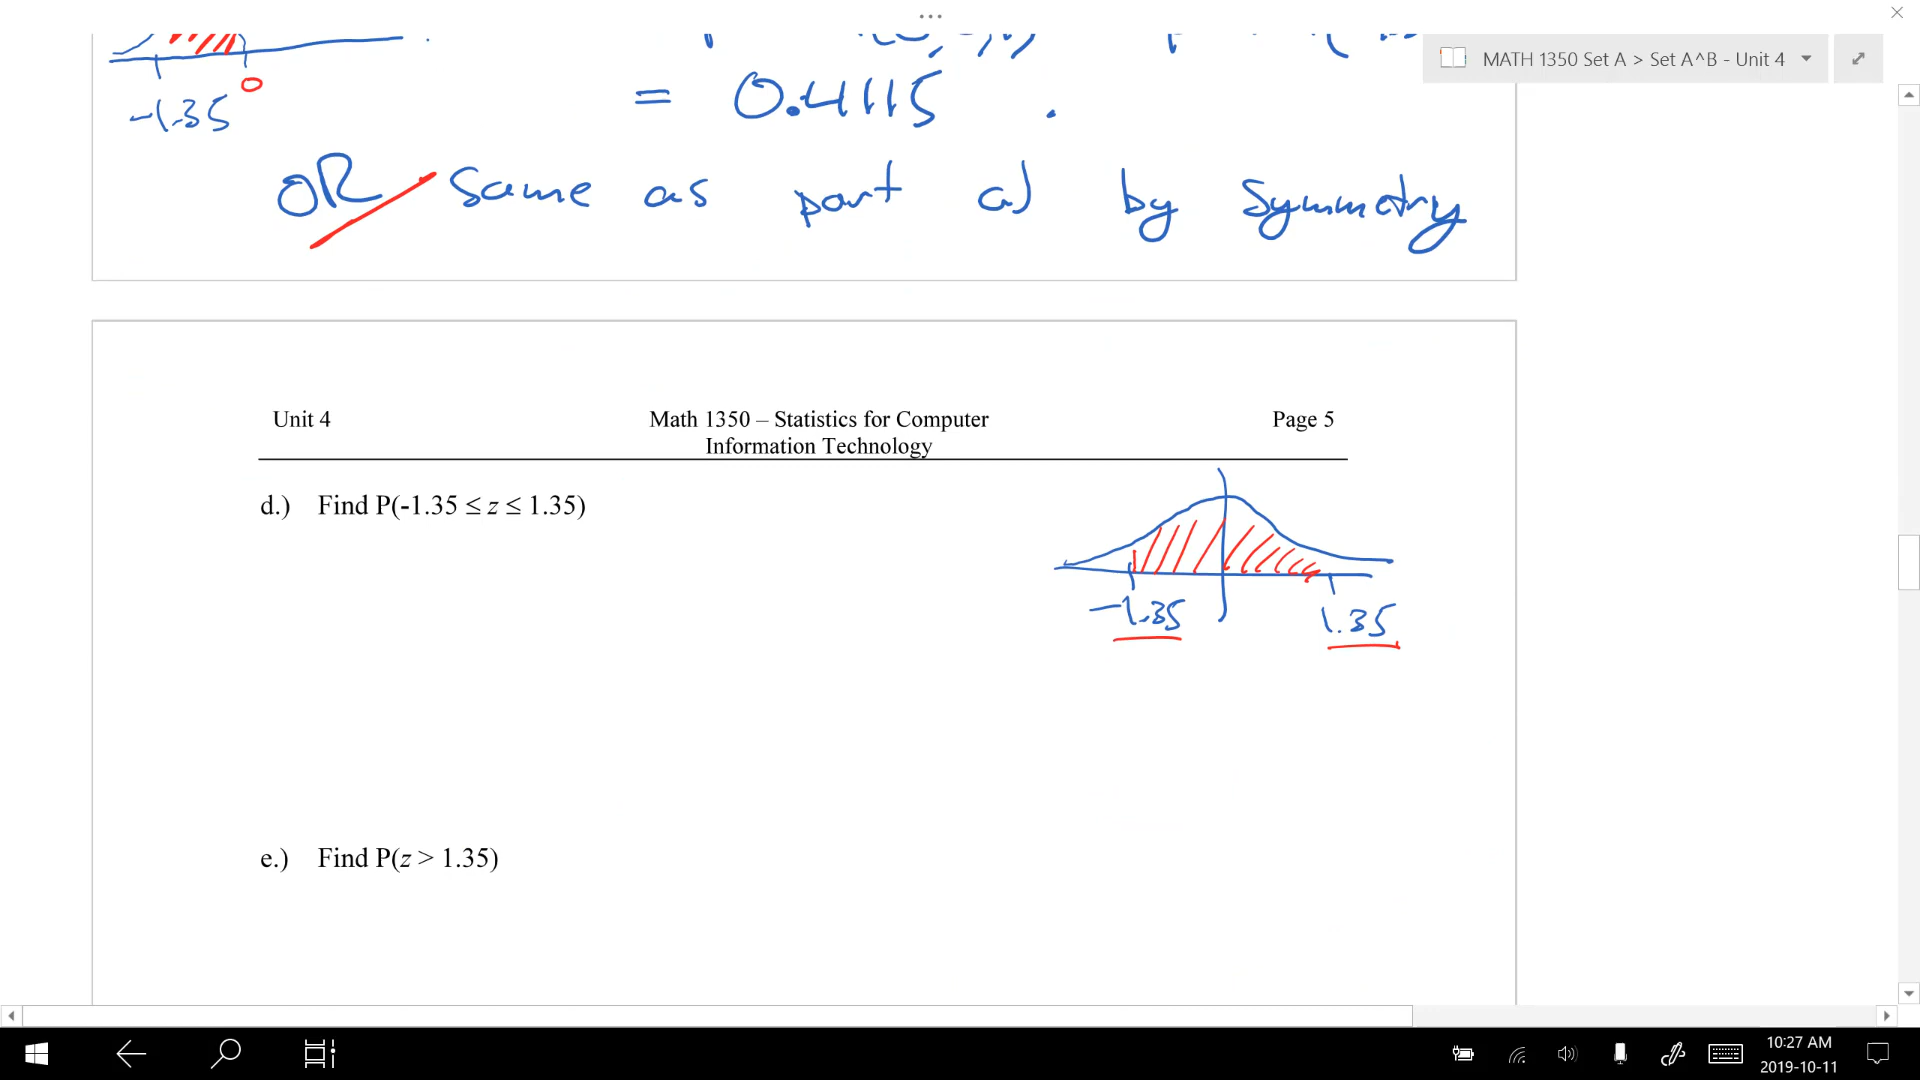 MATH 1350 Set A > Set A^B - Unit 4
0
-1.35
= 0.4115 .
OR same as part a) by symmetry
Unit 4 Math 1350 – Statistics for Computer Page 5
Information Technology
d.) Find P(-1.35 ≤ z ≤ 1.35)
-1.35 1.35
e.) Find P(z > 1.35)
10:27 AM
2019-10-11